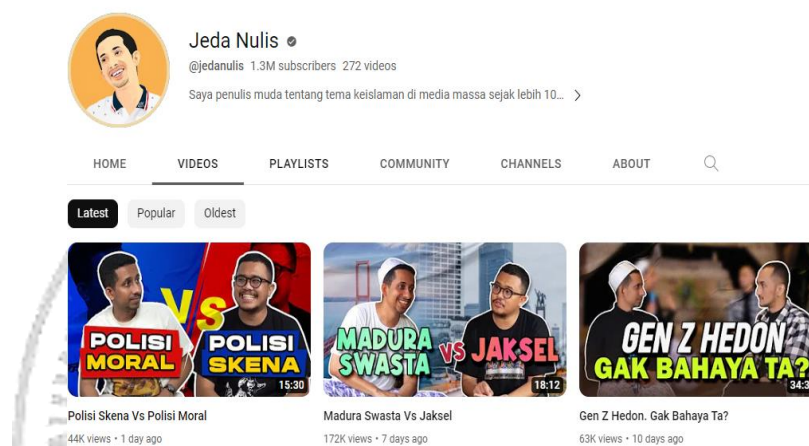 Jeda Nulis
@jedanulis 1.3M subscribers 272 videos
Saya penulis muda tentang tema keislaman di media massa sejak lebih 10…
HOME VIDEOS PLAYLISTS COMMUNITY CHANNELS ABOUT
Latest Popular Oldest
POLISI MORAL
VS
POLISI SKENA
15:30
MADURA SWASTA
VS JAKSEL
18:12
GEN Z HEDON,
GAK BAHAYA TA?
Polisi Skena Vs Polisi Moral
44K views • 1 day ago
Madura Swasta Vs Jaksel
172K views • 7 days ago
Gen Z Hedon. Gak Bahaya Ta?
63K views • 10 days ago